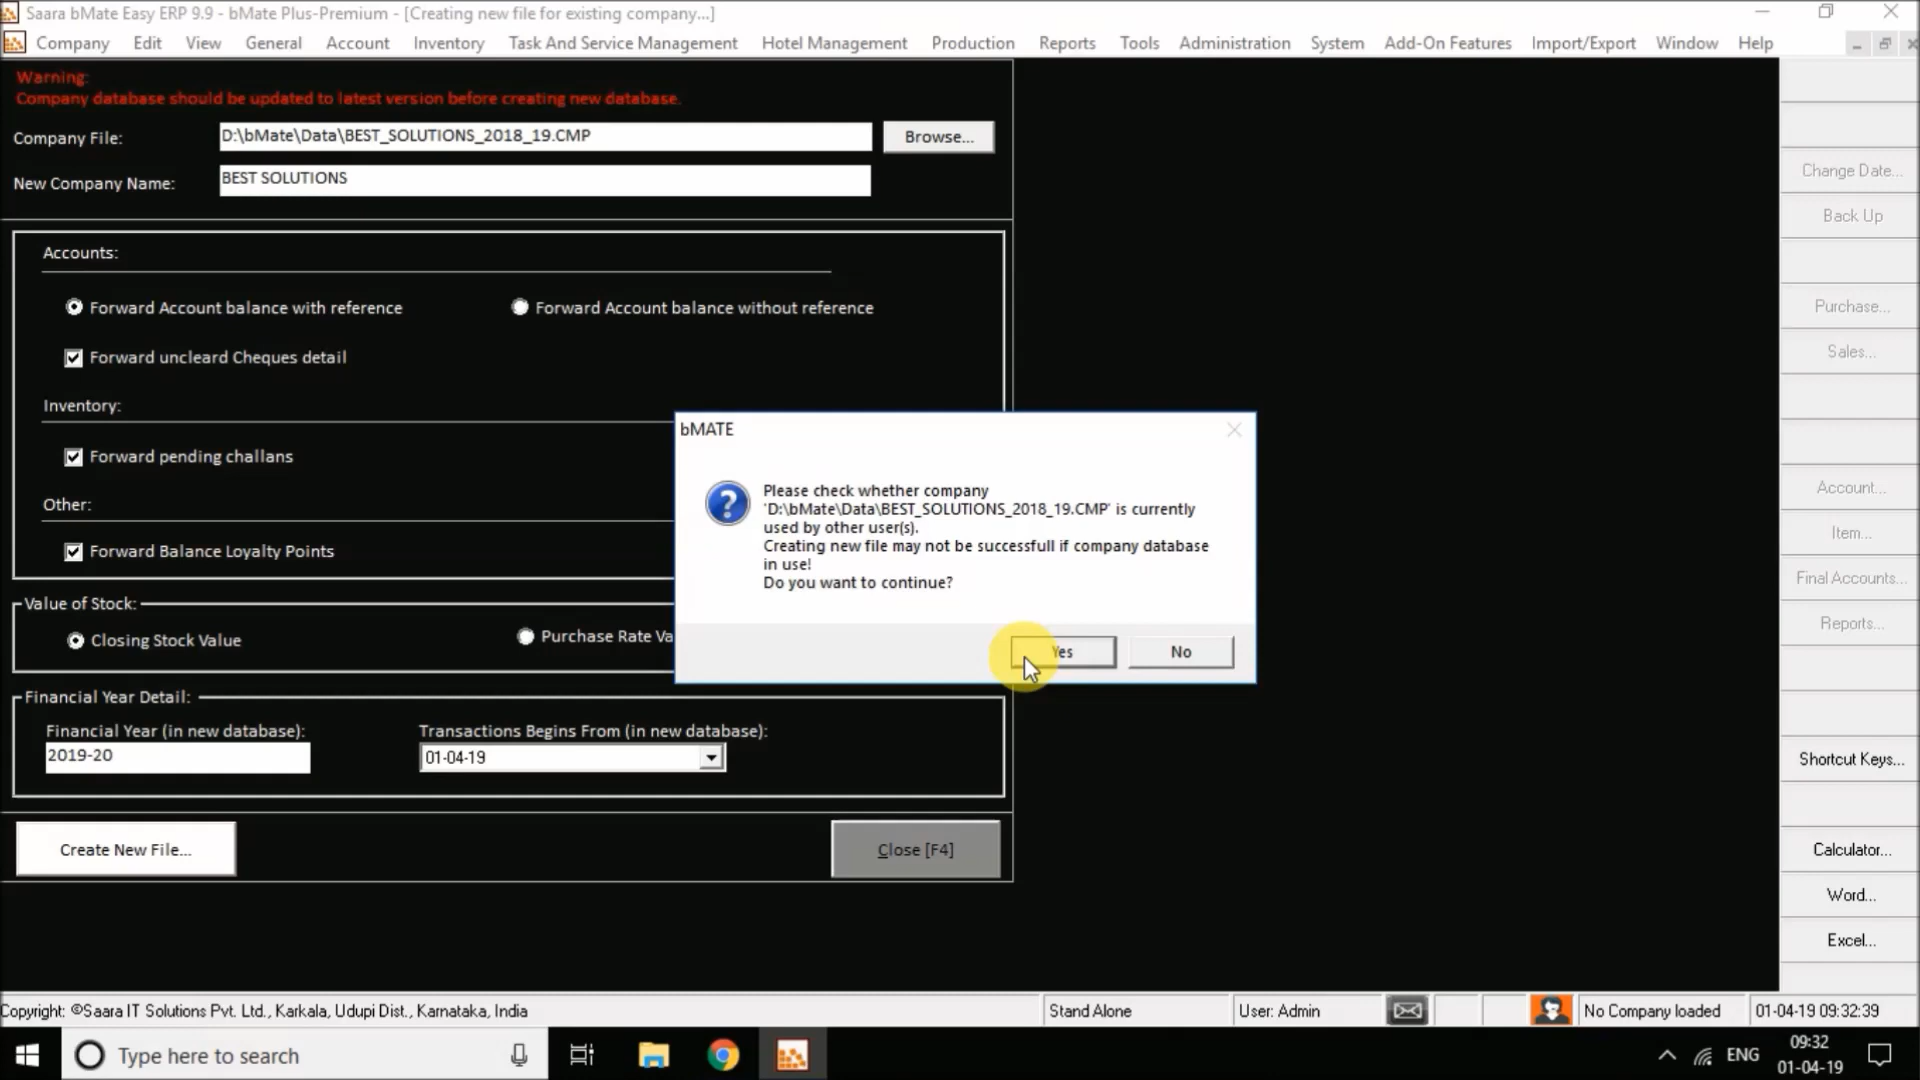 Saara bMate Easy ERP 9.9 - bMate Plus-Premium - [Creating new file for existing company...]
Company Edit View General Account Inventory Task And Service Management Hotel Management Production Reports Tools Administration System Add-On Features Import/Export Window Help
Warning:
Company database should be updated to latest version before creating new database.
Company File: D:\bMate\Data\BEST_SOLUTIONS_2018_19.CMP Browse...
New Company Name: BEST SOLUTIONS
Change Date...
Back Up
Accounts:
Forward Account balance with reference Forward Account balance without reference
Purchase...
Sales...
Forward uncleard Cheques detail
Inventory:
Forward pending challans
Other:
Forward Balance Loyalty Points
Value of Stock:
Closing Stock Value Purchase Rate Va
bMATE
Please check whether company
'D:\bMate\Data\BEST_SOLUTIONS_2018_19.CMP' is currently
used by other user(s).
Creating new file may not be successfull if company database
in use!
Do you want to continue?
Yes No
Account...
Item...
Final Accounts...
Reports...
Financial Year Detail:
Financial Year (in new database): Transactions Begins From (in new database):
2019-20 01-04-19
Shortcut Keys...
Create New File... Close [F4]
Calculator...
Word...
Excel...
Copyright: ©Saara IT Solutions Pvt. Ltd., Karkala, Udupi Dist., Karnataka, India Stand Alone User: Admin No Company loaded 01-04-19 09:32:39
Type here to search ENG 09:32
01-04-19